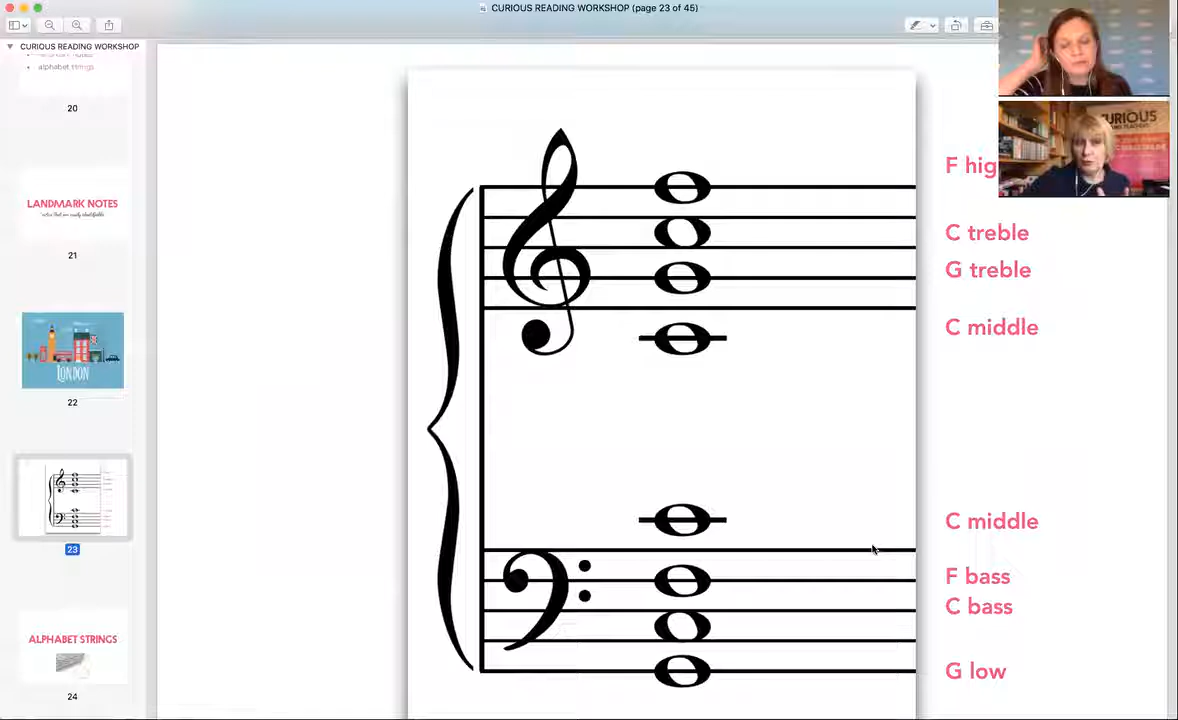 CURIOUS READING WORKSHOP (page 23 of 45)
CURIOUS READING WORKSHOP
• alphabet strings
20
LANDMARK NOTES
21
LONDON
22
23
ALPHABET STRINGS
24
F hig
C treble
G treble
C middle
C middle
F bass
C bass
G low
URIOUS